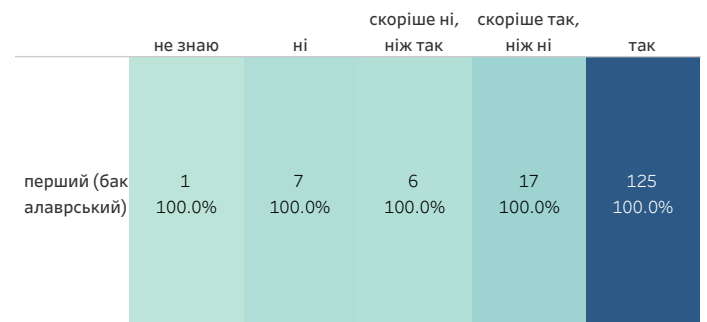 скоріше ні, скоріше так,
не знаю ні ніж так ніж ні так
перший (бак 1 7 6 17 125
алаврський) 100.0% 100.0% 100.0% 100.0% 100.0%